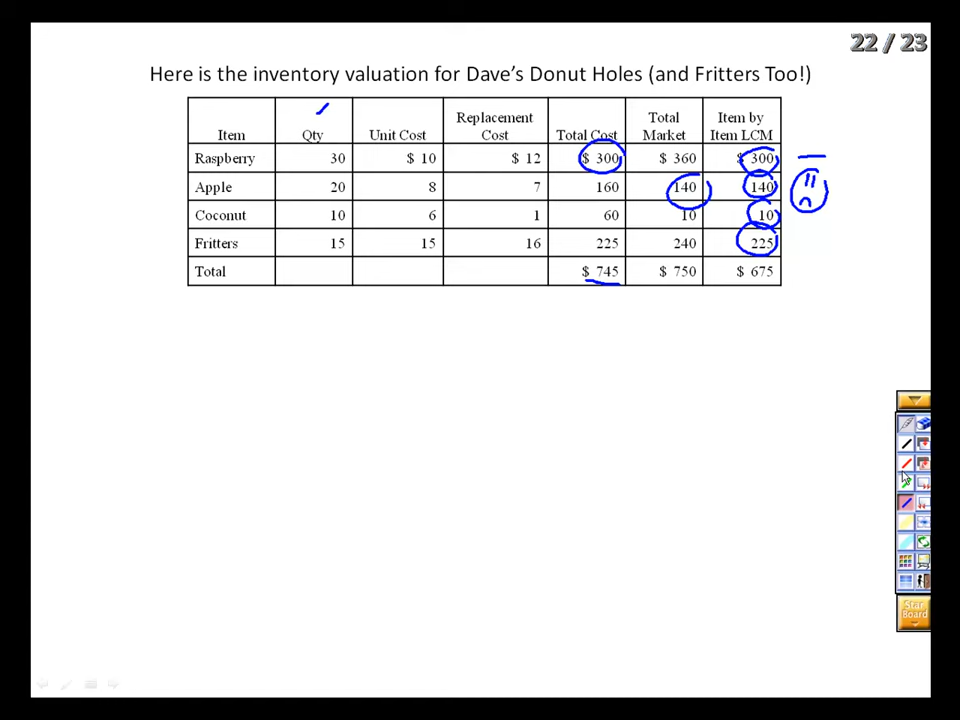 22 / 23
Here is the inventory valuation for Dave's Donut Holes (and Fritters Too!)
Item Qty Unit Cost Replacement Cost Total Cost Total Market Item by Item LCM
Raspberry 30 $ 10 $ 12 $ 300 $ 360 $ 300
Apple 20 8 7 160 140 140
Coconut 10 6 1 60 10 10
Fritters 15 15 16 225 240 225
Total $ 745 $ 750 $ 675
Star
Board